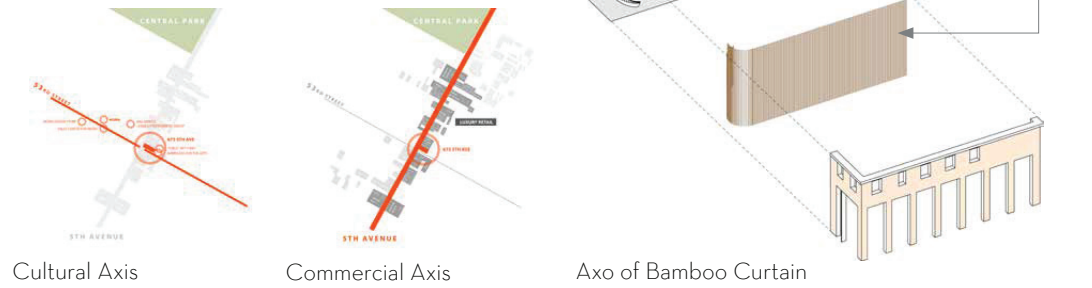 CENTRAL PARK
53RD STREET
675 5TH AVE
5TH AVENUE
Cultural Axis
CENTRAL PARK
53RD STREET
LUXURY RETAIL
675 5TH AVE
5TH AVENUE
Commercial Axis
Axo of Bamboo Curtain